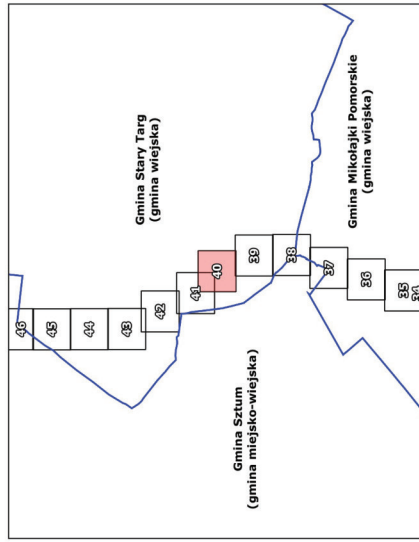 Gmina Stary Targ
(gmina wiejska)
Gmina Mikołajki Pomorskie
(gmina wiejska)
Gmina Sztum
(gmina miejsko-wiejska)
46
45
44
43
42
41
40
39
38
37
36
35
34